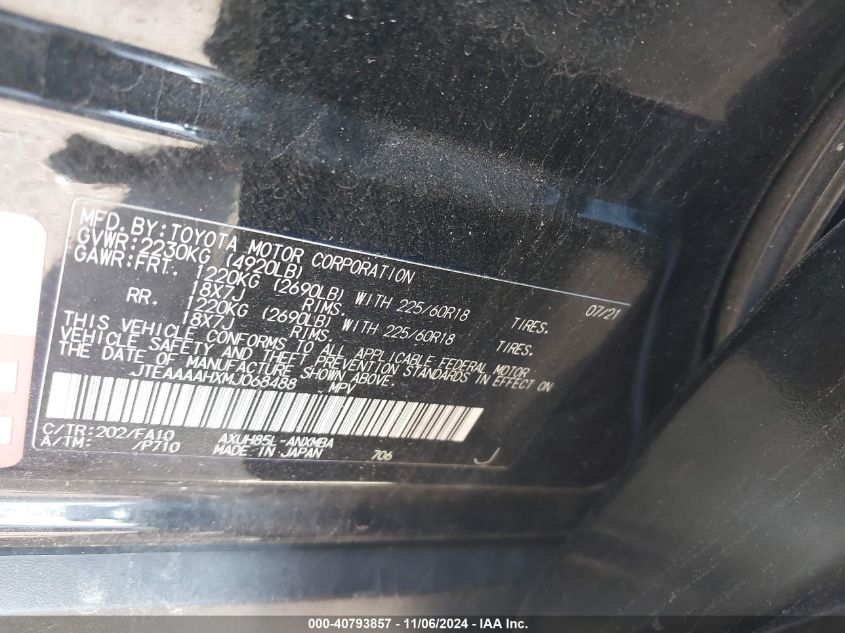 MFD.BY:TOYOTA MOTOR CORPORATION 07/21
GVWR:2230KG (4920LB)
GAWR:FRT. 1220KG (2690LB) WITH 225/60R18 TIRES.
18X7J RIMS.
RR. 1220KG (2690LB) WITH 225/60R18 TIRES.
18X7J RIMS.
THIS VEHICLE CONFORMS TO ALL APPLICABLE FEDERAL MOTOR
VEHICLE SAFETY AND THEFT PREVENTION STANDARDS IN EFFECT ON
THE DATE OF MANUFACTURE SHOWN ABOVE.
JTEAAAAHXMJ068488 MPV
C/TR:202/FA10 AXUH85L-ANXMBA
A/TM: /P710 MADE IN JAPAN 706 J
000-40793857 - 11/06/2024 - IAA Inc.